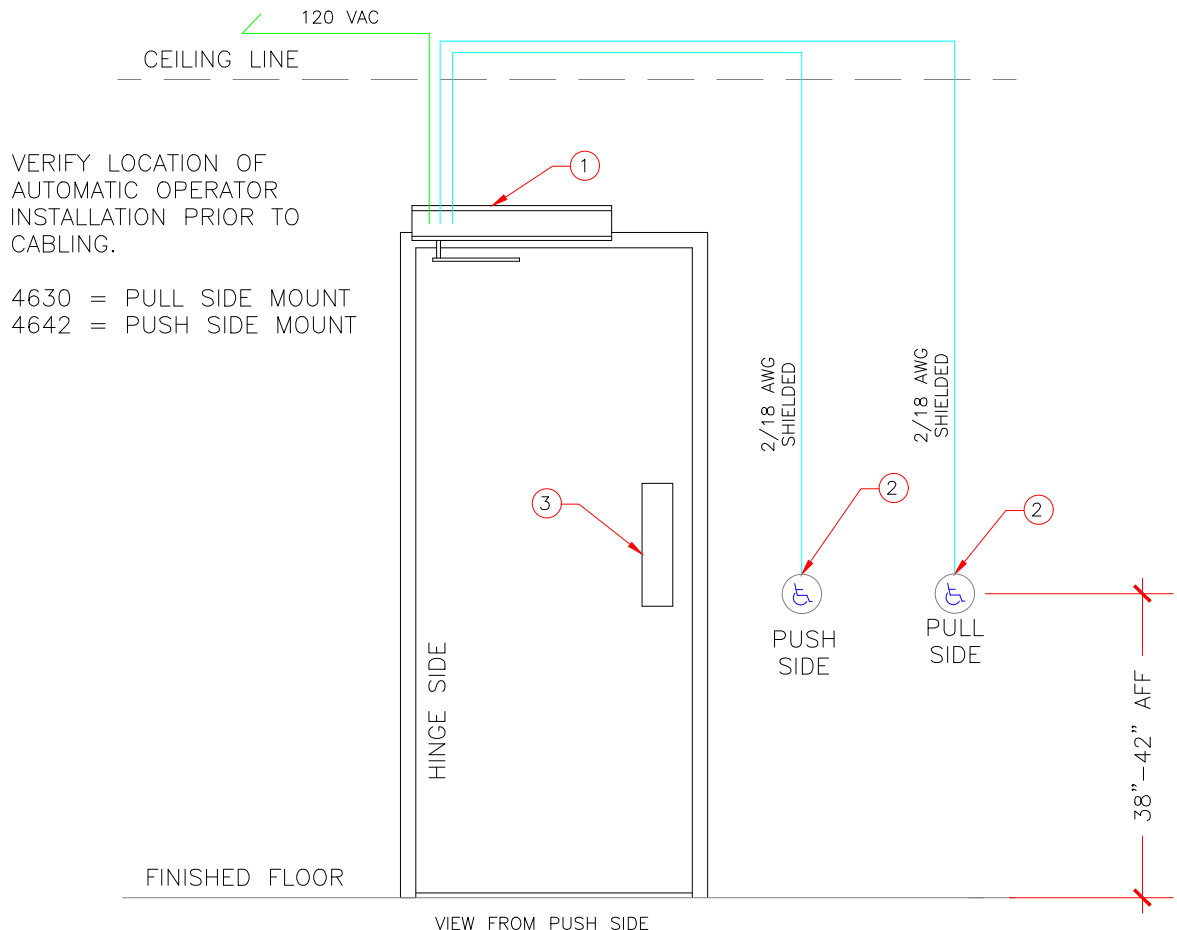 120 VAC
CEILING LINE
VERIFY LOCATION OF
AUTOMATIC OPERATOR
INSTALLATION PRIOR TO
CABLING.
4630 = PULL SIDE MOUNT
4642 = PUSH SIDE MOUNT
1
2/18 AWG
SHIELDED
2/18 AWG
SHIELDED
3
2
2
PUSH
SIDE
PULL
SIDE
HINGE SIDE
38"-42" AFF
FINISHED FLOOR
VIEW FROM PUSH SIDE